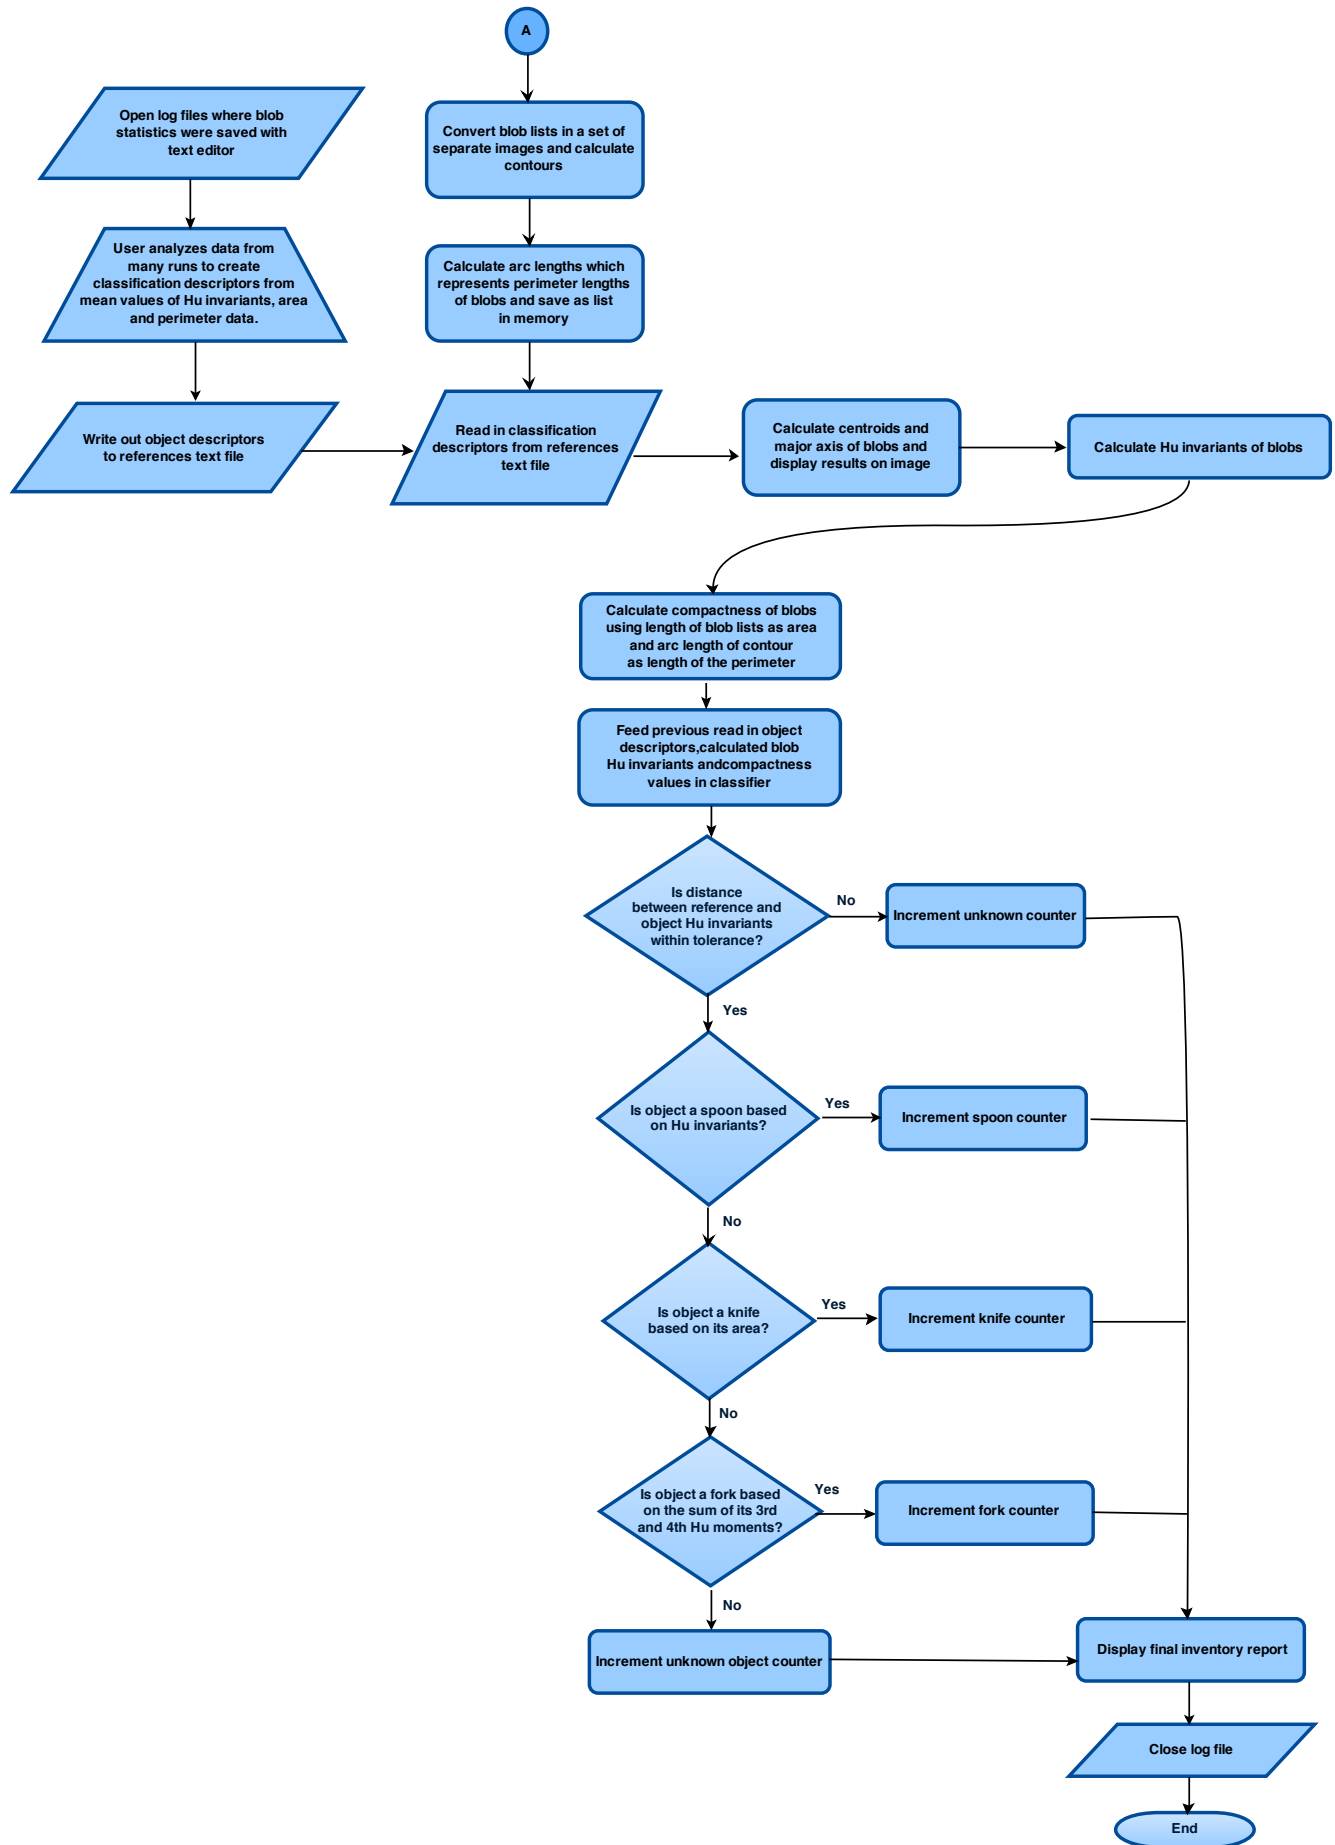 A
Open log files where blob
statistics were saved with
text editor
Convert blob lists in a set of
separate images and calculate
contours
User analyzes data from
many runs to create
classification descriptors from
mean values of Hu invariants, area
and perimeter data.
Calculate arc lengths which
represents perimeter lengths
of blobs and save as list
in memory
Write out object descriptors
to references text file
Read in classification
descriptors from references
text file
Calculate centroids and
major axis of blobs and
display results on image
Calculate Hu invariants of blobs
Calculate compactness of blobs
using length of blob lists as area
and arc length of contour
as length of the perimeter
Feed previous read in object
descriptors,calculated blob
Hu invariants andcompactness
values in classifier
Is distance
between reference and
object Hu invariants
within tolerance?
No
Increment unknown counter
Yes
Is object a spoon based
on Hu invariants?
Yes
Increment spoon counter
No
Is object a knife
based on its area?
Yes
Increment knife counter
No
Is object a fork based
on the sum of its 3rd
and 4th Hu moments?
Yes
Increment fork counter
No
Increment unknown object counter
Display final inventory report
Close log file
End